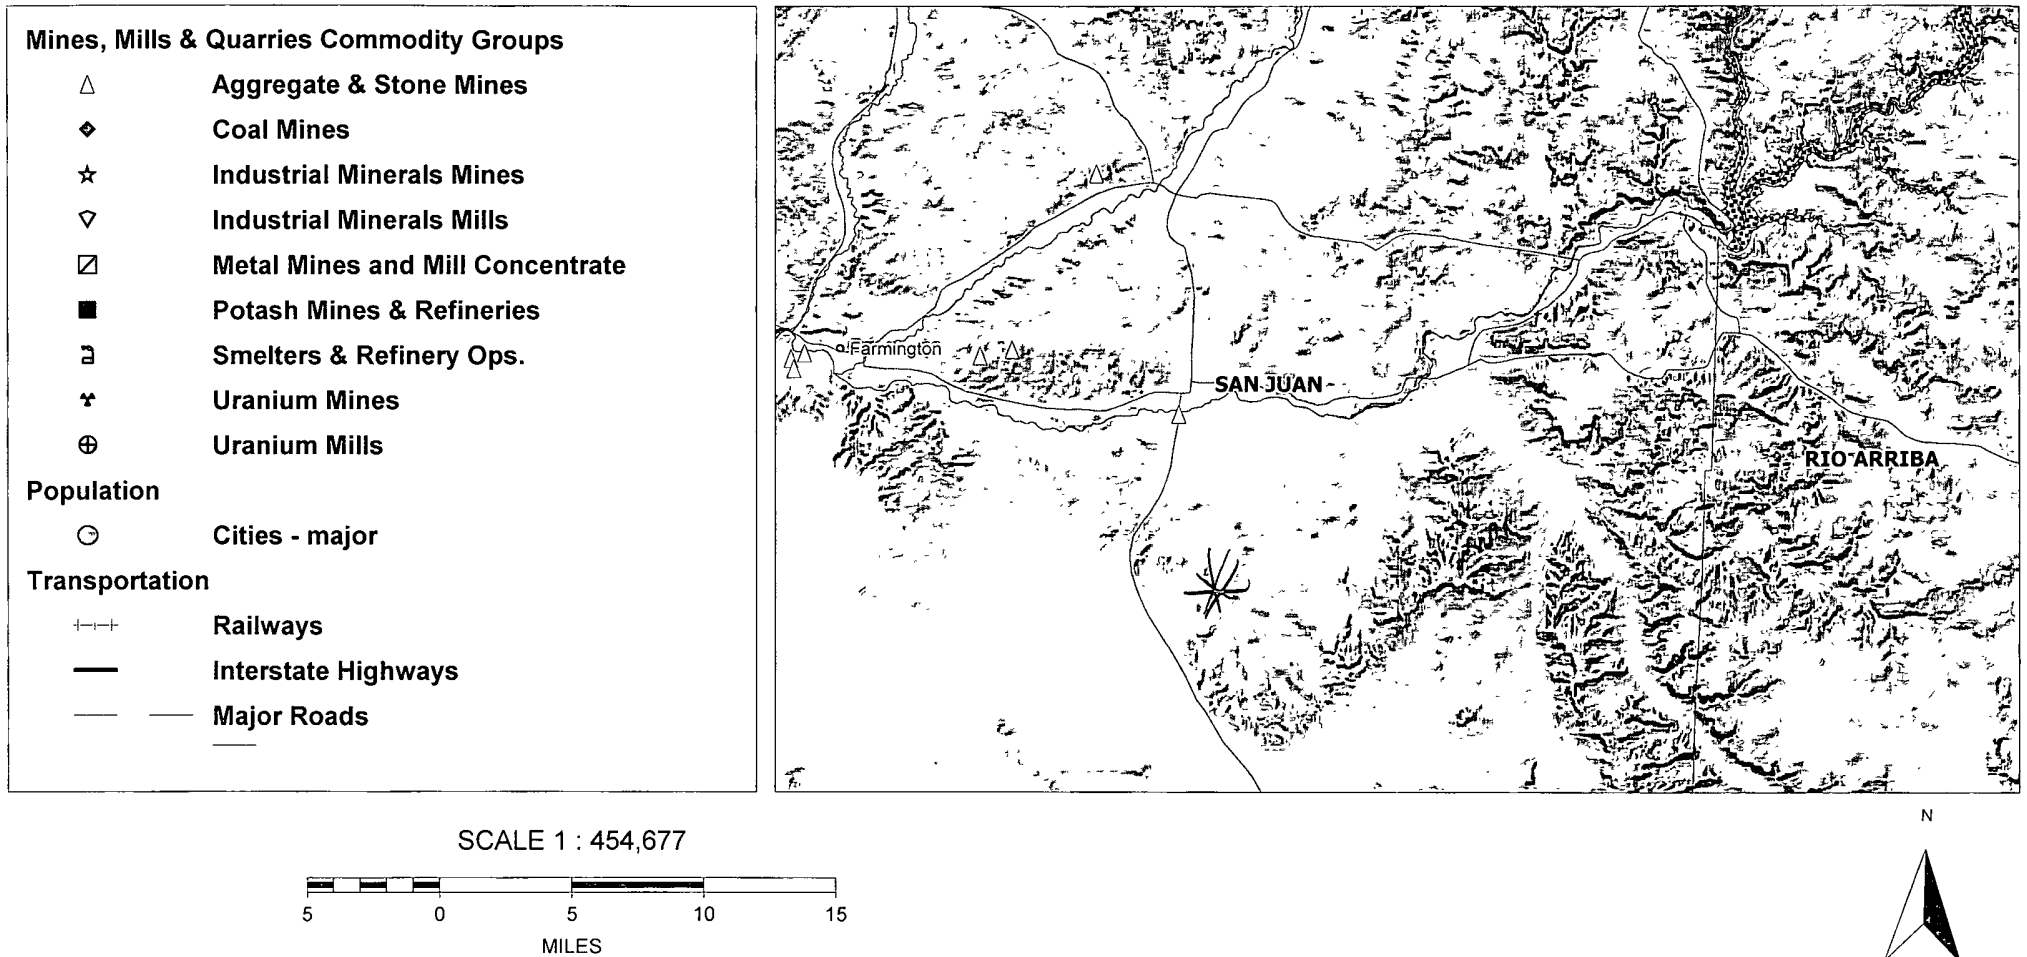 Mines, Mills & Quarries Commodity Groups
Aggregate & Stone Mines
Coal Mines
Industrial Minerals Mines
Industrial Minerals Mills
Metal Mines and Mill Concentrate
Potash Mines & Refineries
Smelters & Refinery Ops.
Uranium Mines
Uranium Mills
Population
Cities - major
Transportation
Railways
Interstate Highways
Major Roads
Farmington
SAN JUAN
RIO ARRIBA
SCALE 1 : 454,677
5 0 5 10 15
MILES
N